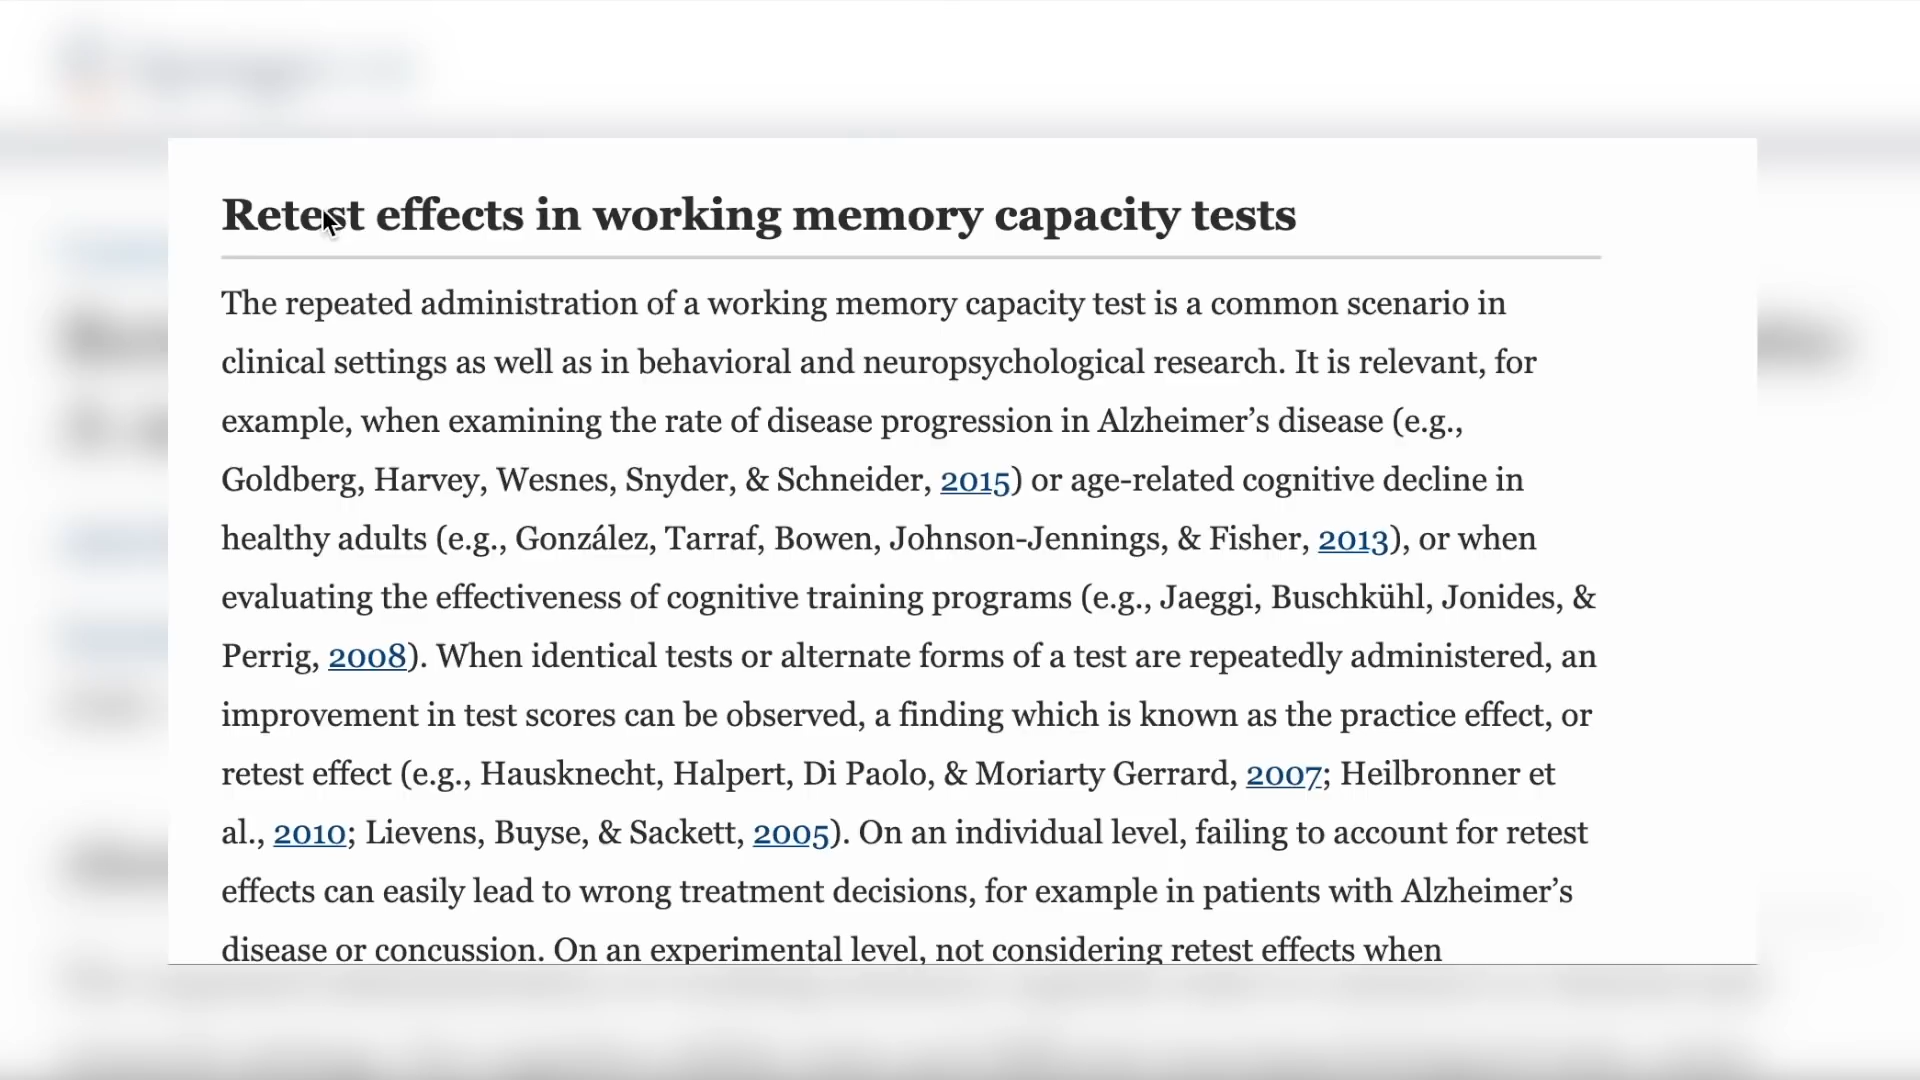 Retest effects in working memory capacity tests
The repeated administration of a working memory capacity test is a common scenario in
clinical settings as well as in behavioral and neuropsychological research. It is relevant, for
example, when examining the rate of disease progression in Alzheimer’s disease (e.g.,
Goldberg, Harvey, Wesnes, Snyder, & Schneider, 2015) or age-related cognitive decline in
healthy adults (e.g., González, Tarraf, Bowen, Johnson-Jennings, & Fisher, 2013), or when
evaluating the effectiveness of cognitive training programs (e.g., Jaeggi, Buschkühl, Jonides, &
Perrig, 2008). When identical tests or alternate forms of a test are repeatedly administered, an
improvement in test scores can be observed, a finding which is known as the practice effect, or
retest effect (e.g., Hausknecht, Halpert, Di Paolo, & Moriarty Gerrard, 2007; Heilbronner et
al., 2010; Lievens, Buyse, & Sackett, 2005). On an individual level, failing to account for retest
effects can easily lead to wrong treatment decisions, for example in patients with Alzheimer’s
disease or concussion. On an experimental level, not considering retest effects when